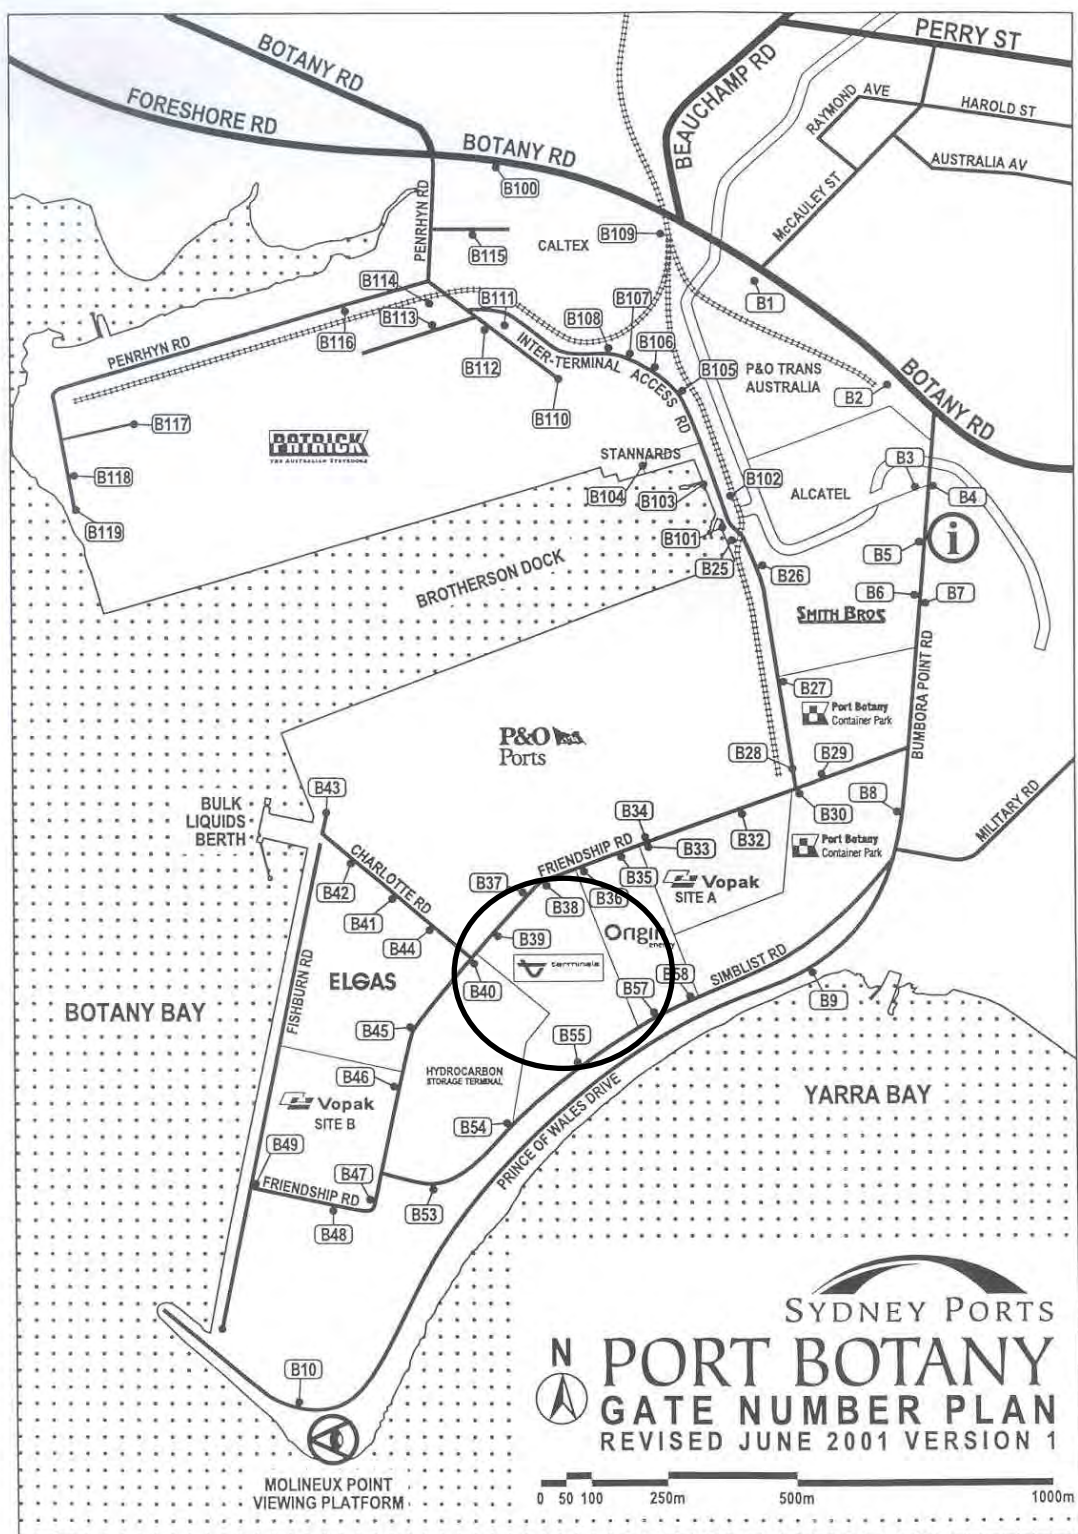 PERRY ST
BOTANY RD
BEAUCHAMP RD
FORESHORE RD
RAYMOND AVE
HAROLD ST
BOTANY RD
AUSTRALIA AV
McCAULEY ST
B100
PENRHYN RD
B109
B115
CALTEX
B114
B111
B107
B1
B113
B108
B106
B116
PENRHYN RD
B112
INTER-TERMINAL ACCESS RD
B105
P&O TRANS
AUSTRALIA
B2
B110
BOTANY RD
B117
PATRICK
THE AUSTRALIAN STEVEDORE
STANNARDS
B3
B118
B104
B103
B102
ALCATEL
B4
B119
B101
B25
B5
i
BROTHERSON DOCK
B26
B6
B7
SMITH BROS
BUMBORA POINT RD
B27
Port Botany
Container Park
P&O
Ports
B28
B29
B43
BULK
LIQUIDS
BERTH
B34
B30
B8
MILITARY RD
B33
B32
Port Botany
Container Park
CHARLOTTE RD
FRIENDSHIP RD
B42
B35
B37
B36
Vopak
SITE A
B41
B38
B44
B39
Origin
energy
terminals
FISHBURN RD
ELGAS
B40
B58
SIMBLIST RD
B57
B9
BOTANY BAY
B45
B55
HYDROCARBON
STORAGE TERMINAL
B46
YARRA BAY
Vopak
SITE B
PRINCE OF WALES DRIVE
B54
B49
B47
FRIENDSHIP RD
B53
B48
SYDNEY PORTS
N
PORT BOTANY
GATE NUMBER PLAN
REVISED JUNE 2001 VERSION 1
B10
MOLINEUX POINT
VIEWING PLATFORM
0 50 100 250m 500m 1000m